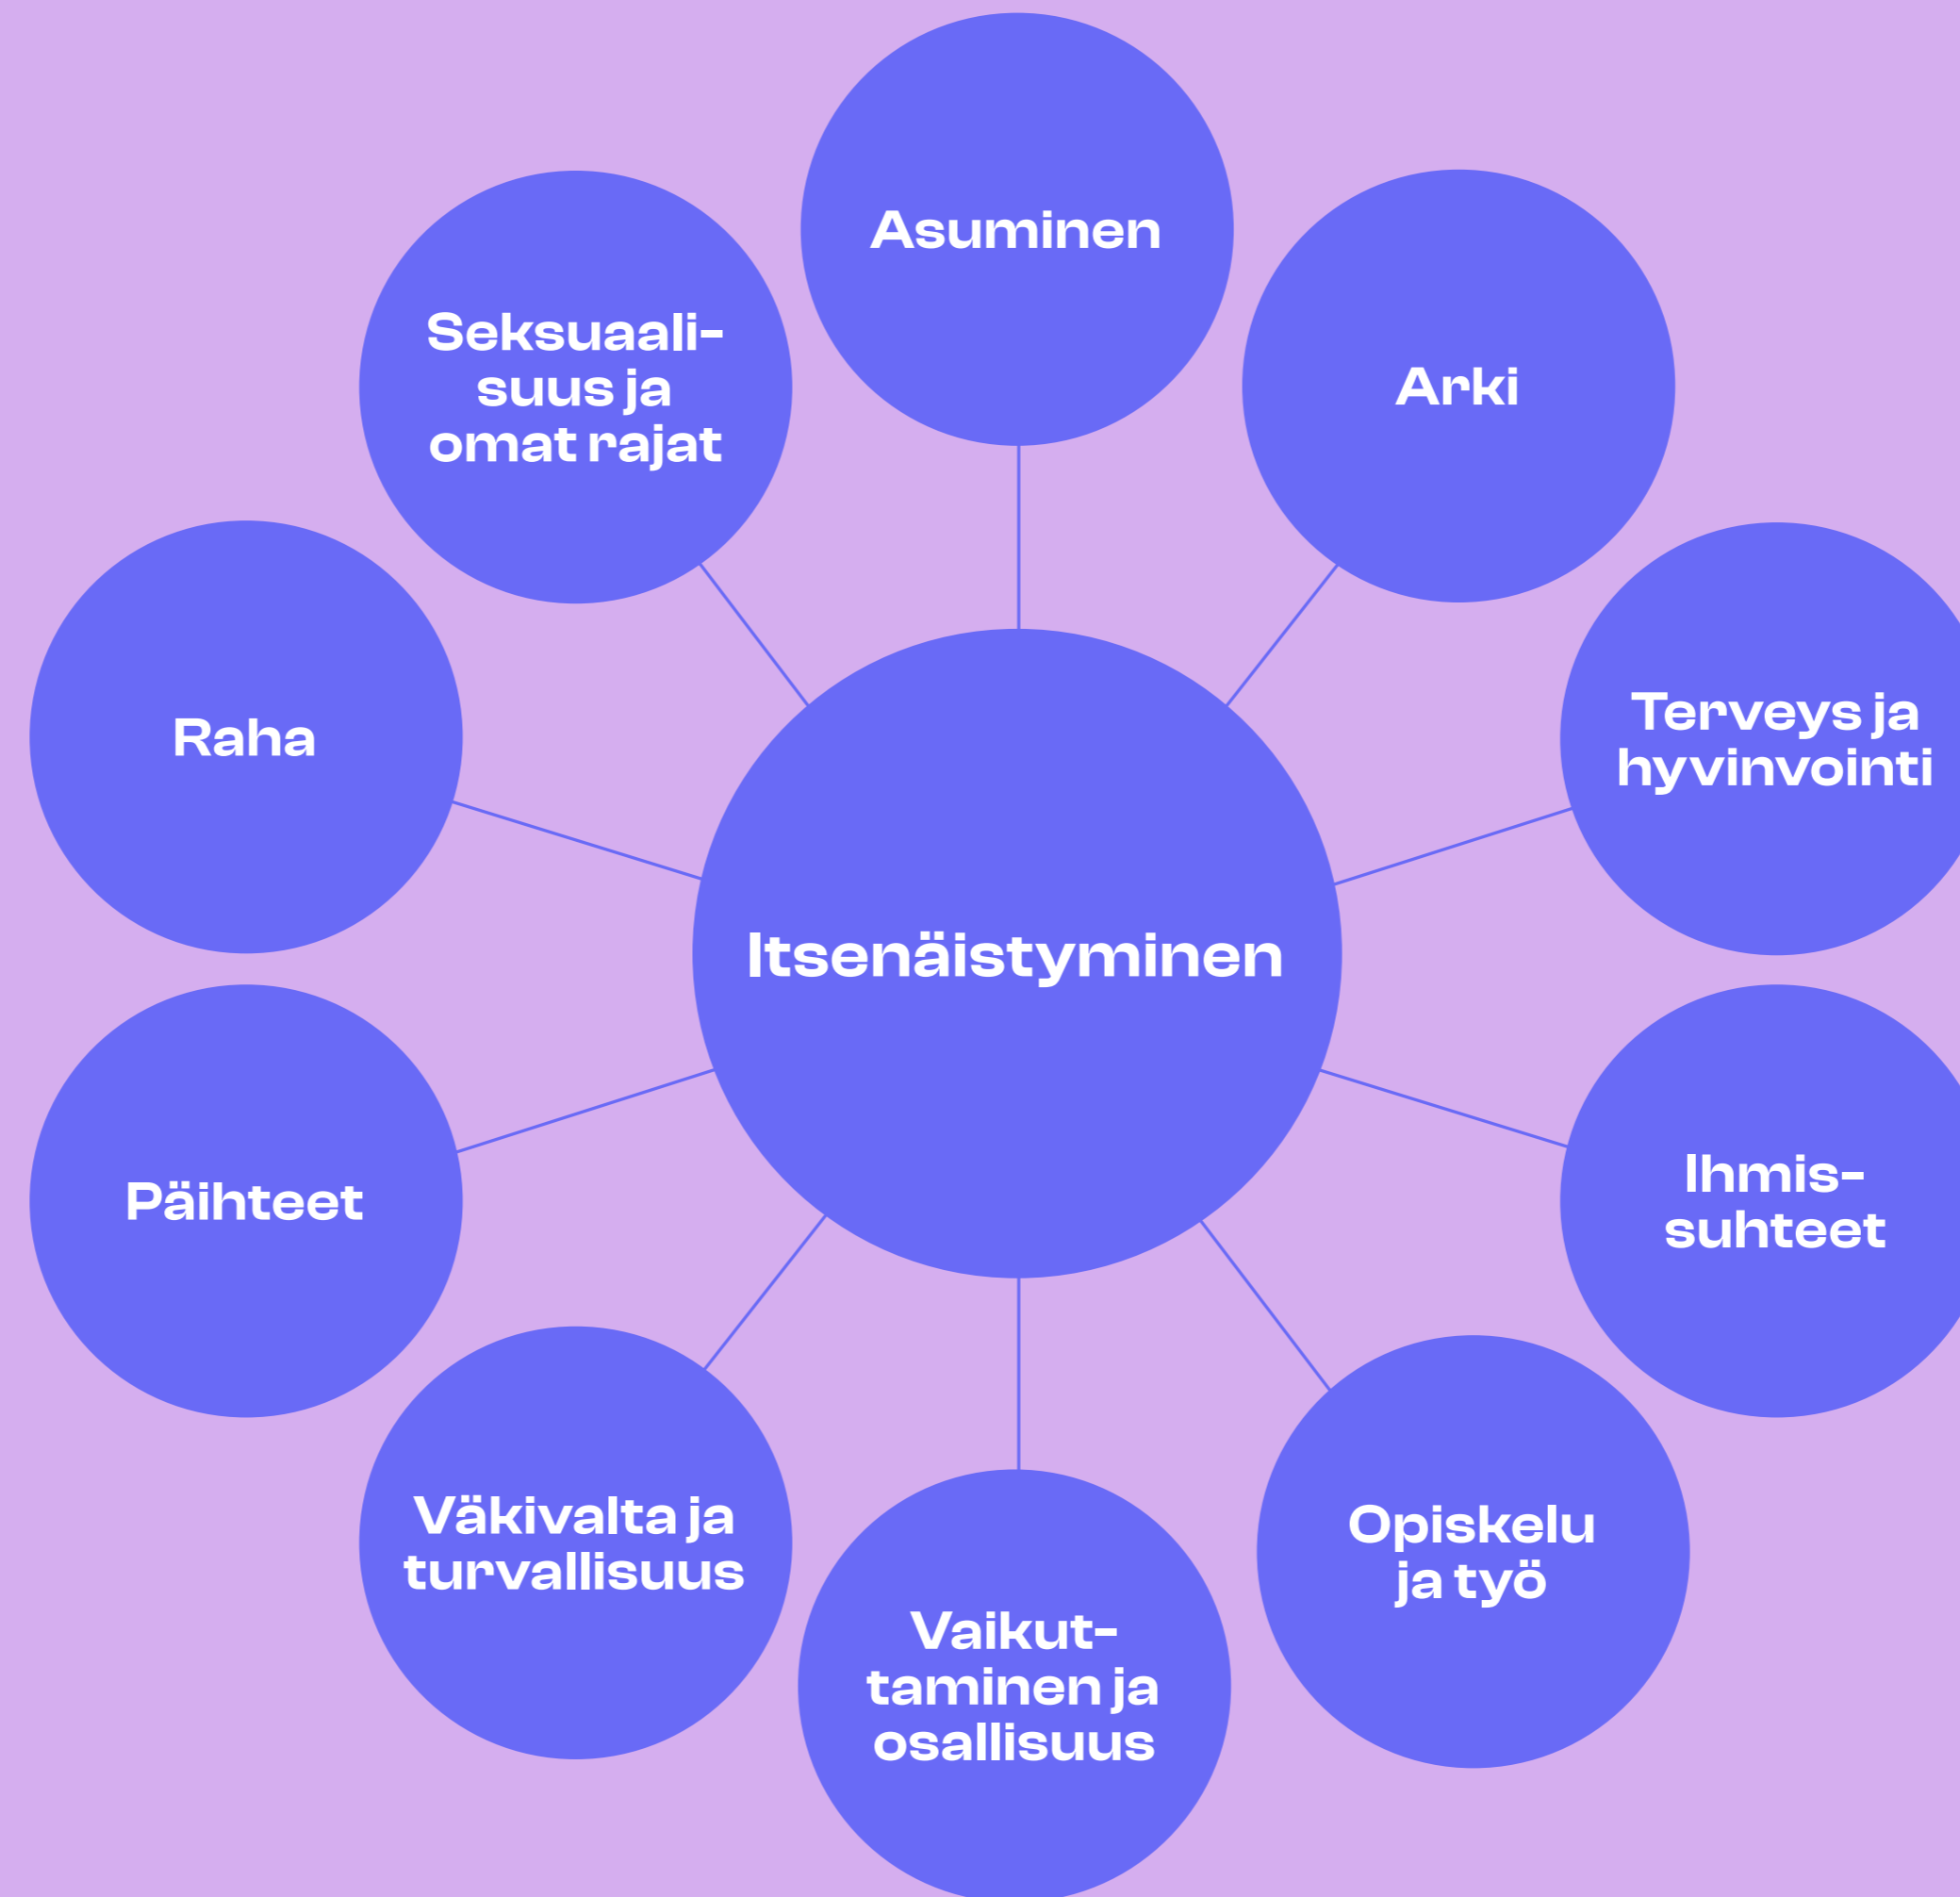 Asuminen
Arki
Terveys ja
hyvinvointi
Ihmis-
suhteet
Opiskelu
ja työ
Vaikut-
taminen ja
osallisuus
Väkivalta ja
turvallisuus
Päihteet
Raha
Seksuaali-
suus ja
omat rajat
Itsenäistyminen